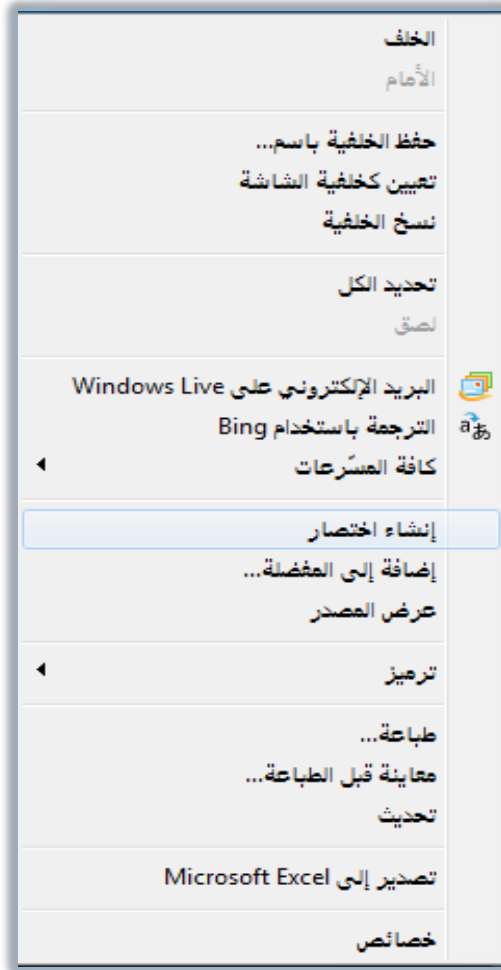 الخلف
الأمام
حفظ الخلفية باسم...
تعيين كخلفية الشاشة
نسخ الخلفية
تحديد الكل
لصق
البريد الإلكتروني على Windows Live
الترجمة باستخدام Bing
كافة المسّرعات
إنشاء اختصار
إضافة إلى المفضلة...
عرض المصدر
ترميز
طباعة...
معاينة قبل الطباعة...
تحديث
تصدير إلى Microsoft Excel
خصائص